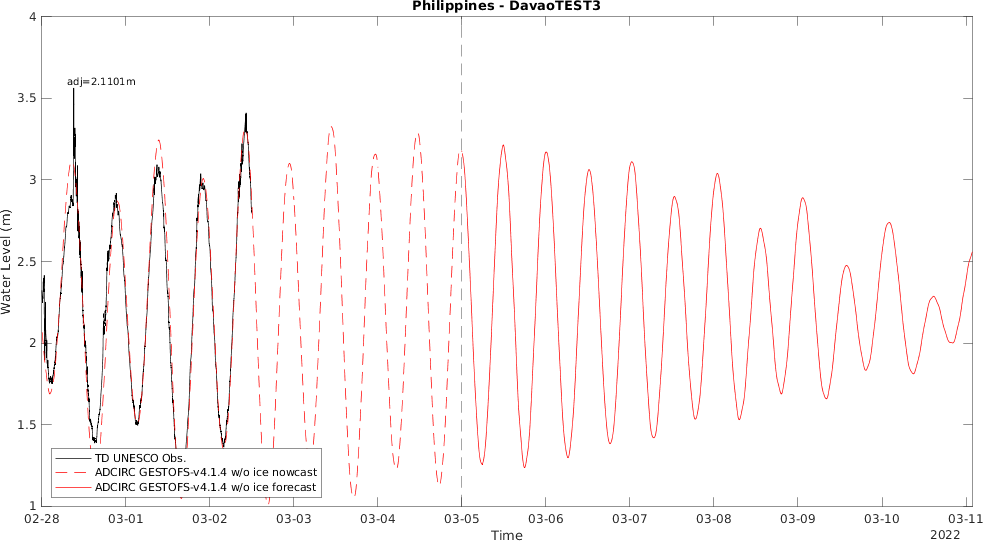 Philippines - DavaoTEST3
adj=2.1101m
4
3.5
3
2.5
2
1.5
1
Water Level (m)
TD UNESCO Obs.
ADCIRC GESTOFS-v4.1.4 w/o ice nowcast
ADCIRC GESTOFS-v4.1.4 w/o ice forecast
02-28 03-01 03-02 03-03 03-04 03-05 03-06 03-07 03-08 03-09 03-10 03-11
Time
2022